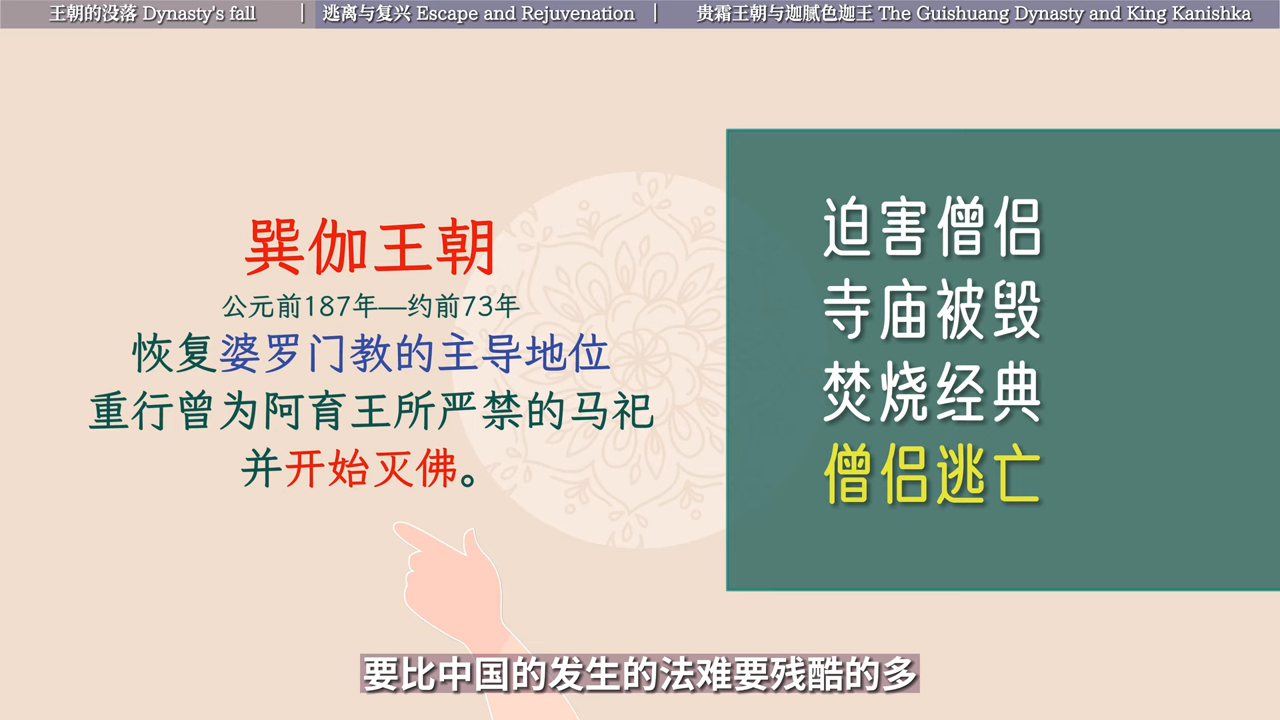 王朝的没落 Dynasty's fall | 逃离与复兴 Escape and Rejuvenation | 贵霜王朝与迦腻色迦王 The Guishuang Dynasty and King Kanishka
巽伽王朝
公元前187年—约前73年
恢复婆罗门教的主导地位
重行曾为阿育王所严禁的马祀
并开始灭佛。
迫害僧侣
寺庙被毁
焚烧经典
僧侣逃亡
要比中国的发生的法难要残酷的多